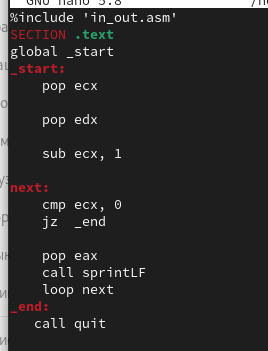 GNU nano 5.8
%include 'in_out.asm'
SECTION .text
global _start
_start:
pop ecx
pop edx
sub ecx, 1
next:
cmp ecx, 0
jz _end
pop eax
call sprintLF
loop next
_end:
call quit